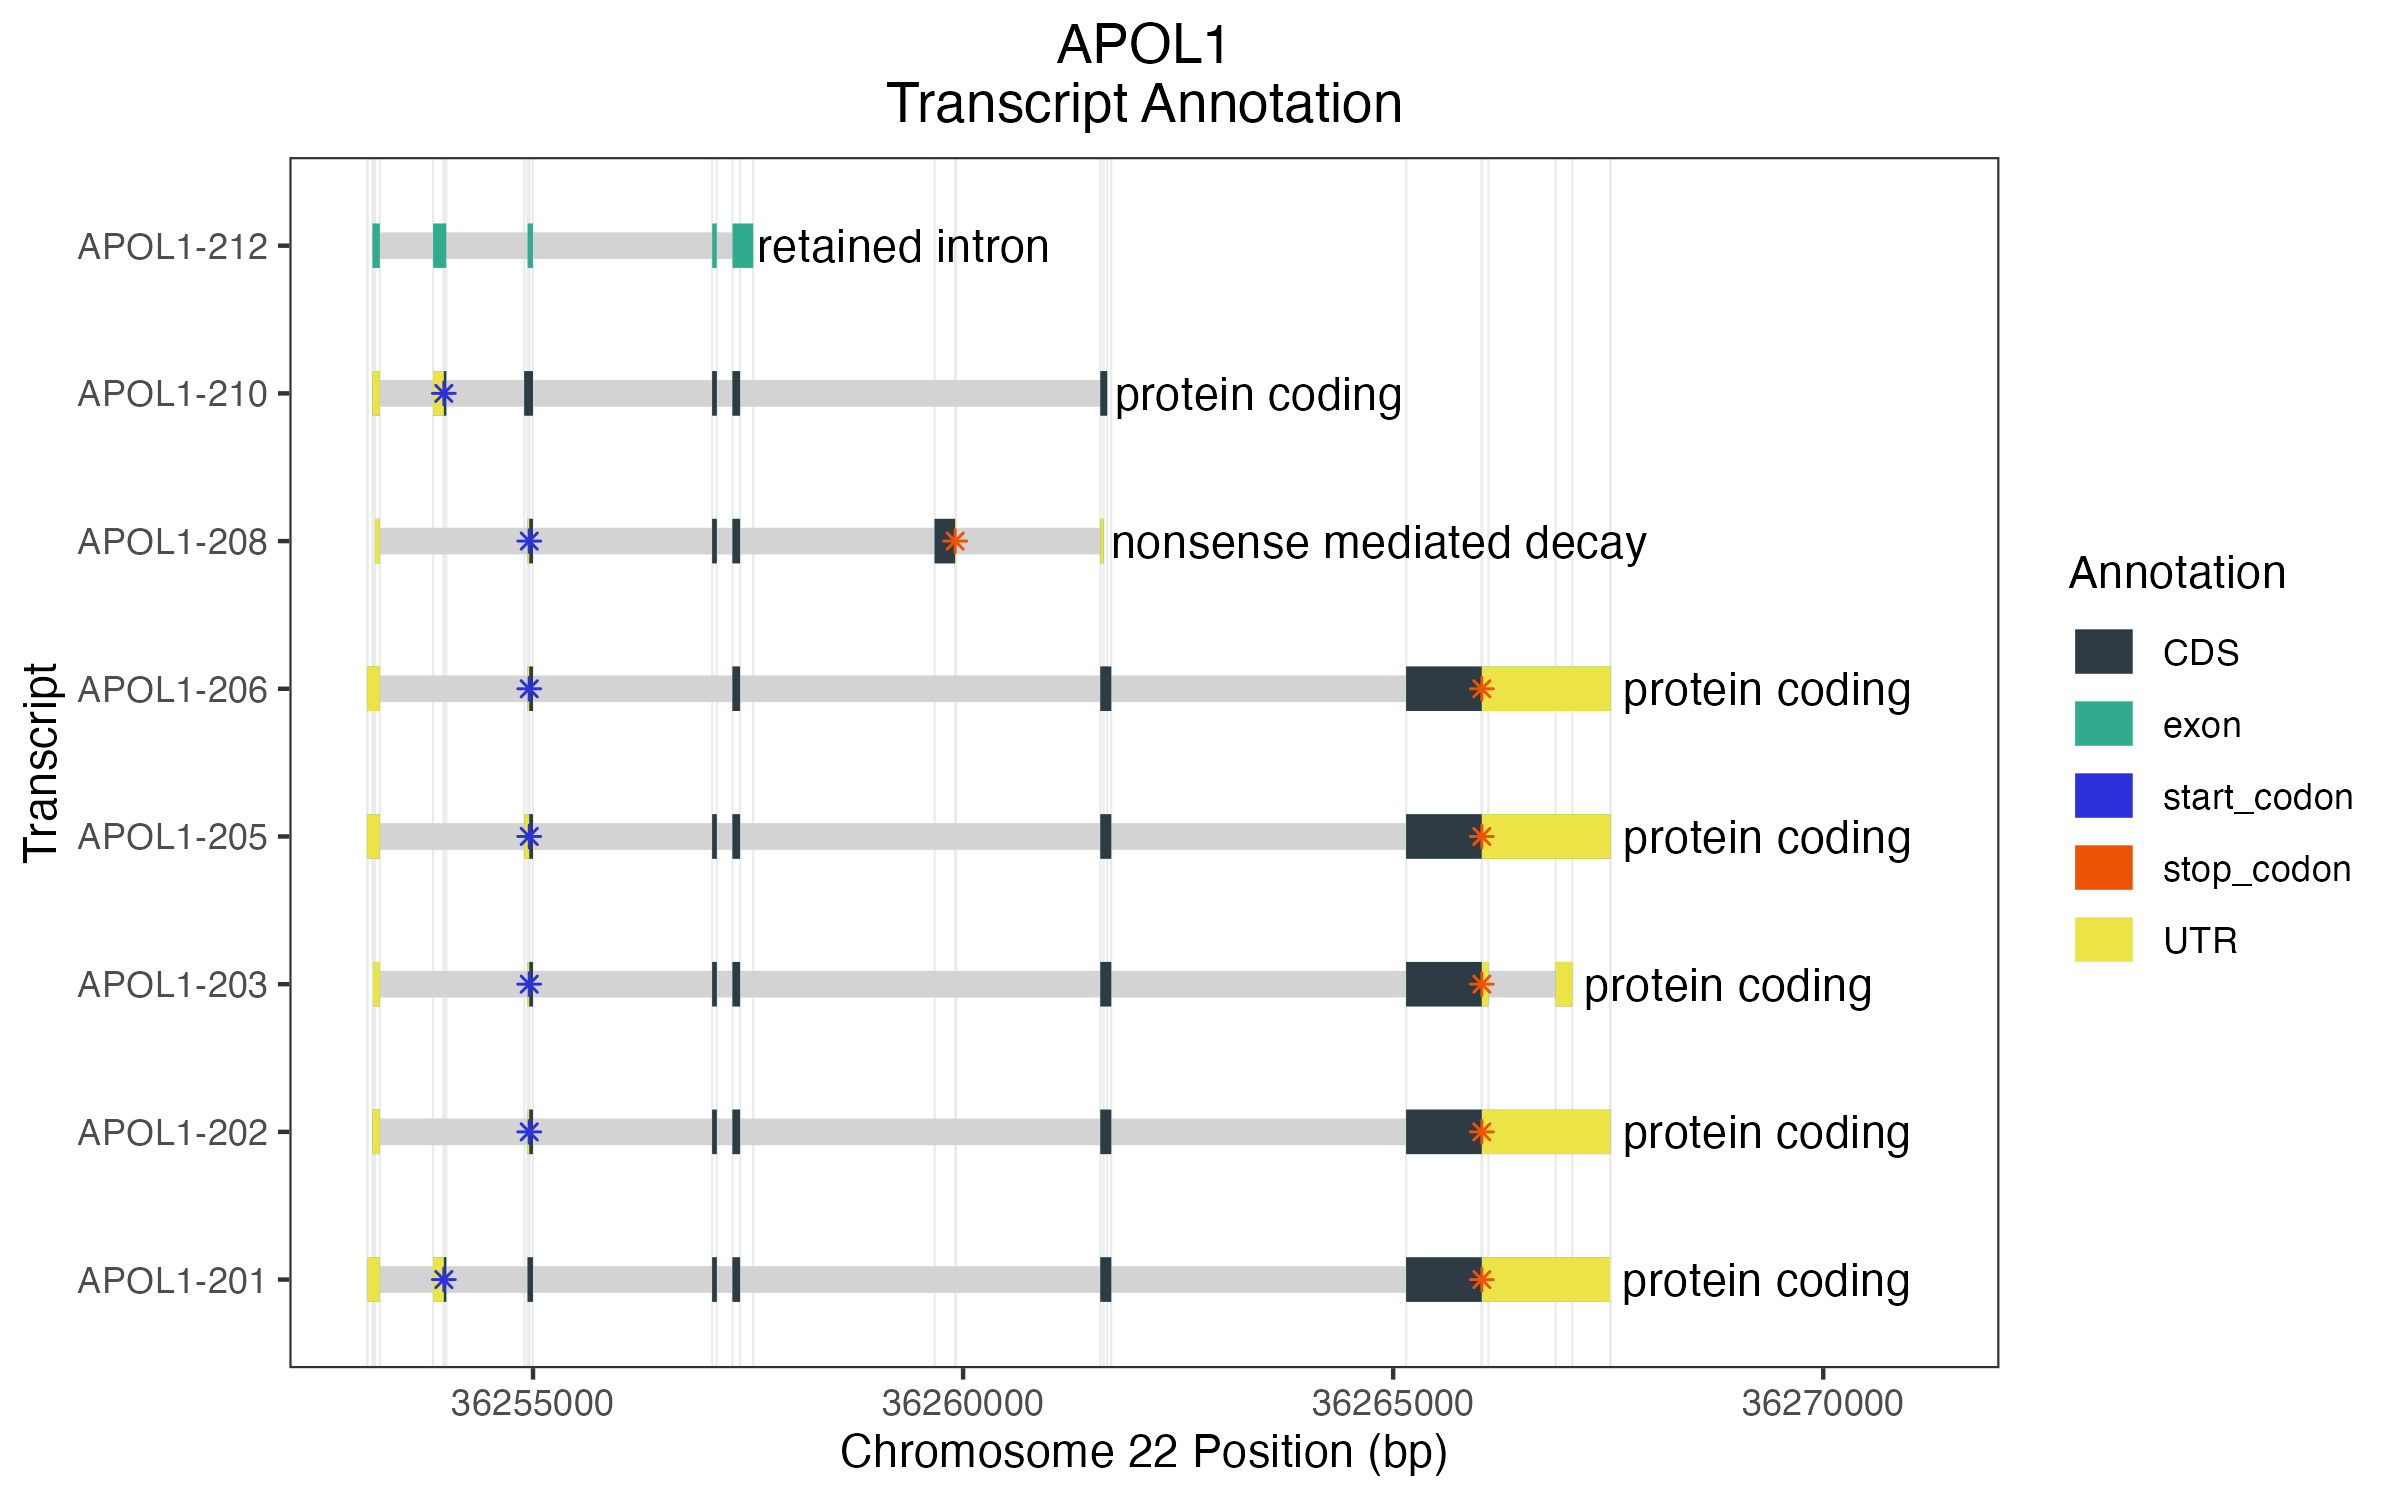 APOL1
Transcript Annotation
Transcript
APOL1-212
retained intron
APOL1-210
protein coding
APOL1-208
nonsense mediated decay
APOL1-206
protein coding
APOL1-205
protein coding
APOL1-203
protein coding
APOL1-202
protein coding
APOL1-201
protein coding
36255000
36260000
36265000
36270000
Chromosome 22 Position (bp)
Annotation
CDS
exon
start_codon
stop_codon
UTR